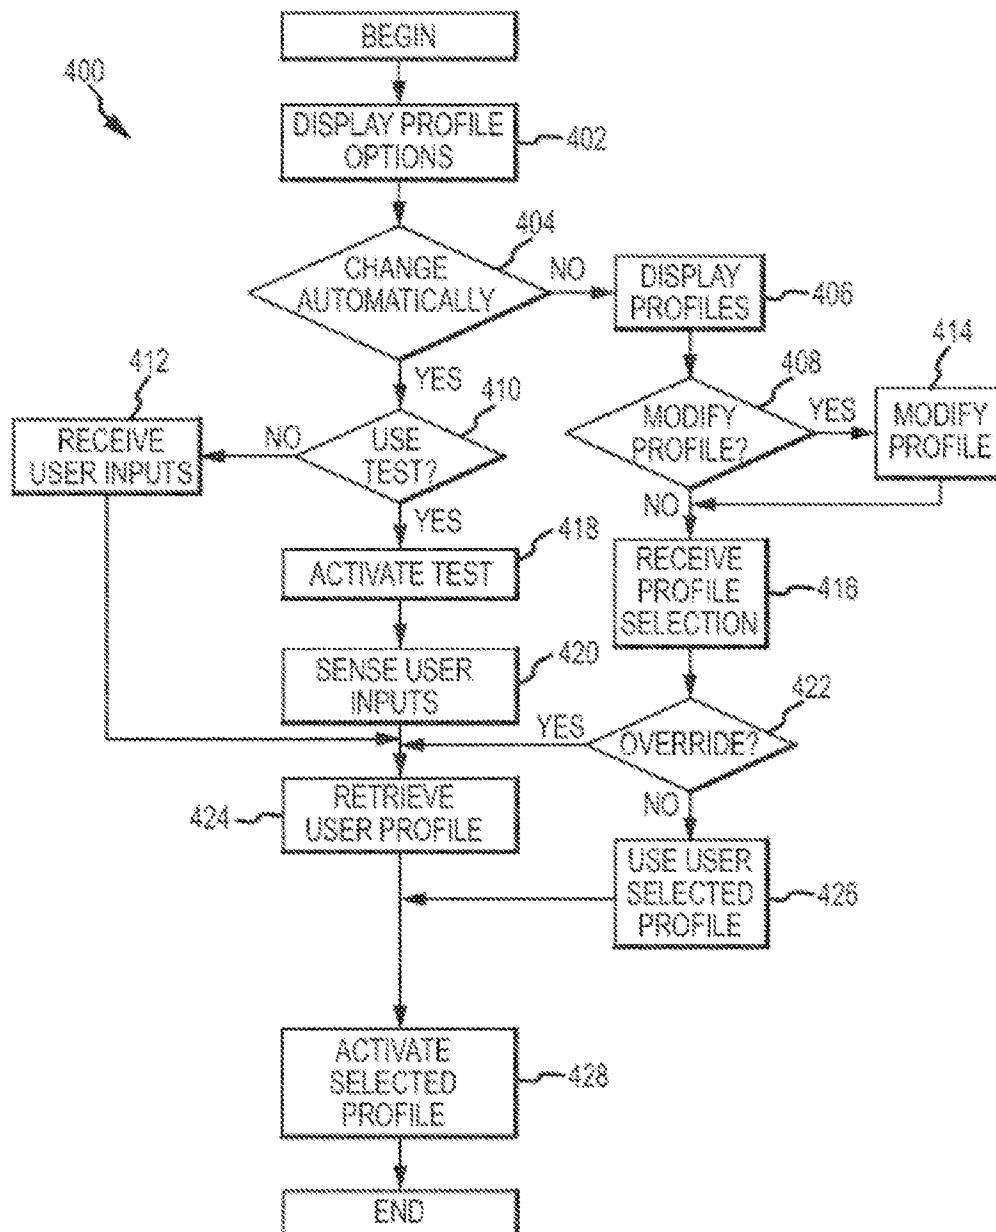 BEGIN
400
DISPLAY PROFILE
OPTIONS
402
404
CHANGE
AUTOMATICALLY
NO
DISPLAY
PROFILES
406
YES
412
RECEIVE
USER INPUTS
NO
410
USE
TEST?
408
MODIFY
PROFILE?
YES
414
MODIFY
PROFILE
YES
NO
418
ACTIVATE TEST
RECEIVE
PROFILE
SELECTION
416
SENSE USER
INPUTS
420
422
OVERRIDE?
YES
NO
424
RETRIEVE
USER PROFILE
USE USER
SELECTED
PROFILE
426
ACTIVATE
SELECTED
PROFILE
428
END